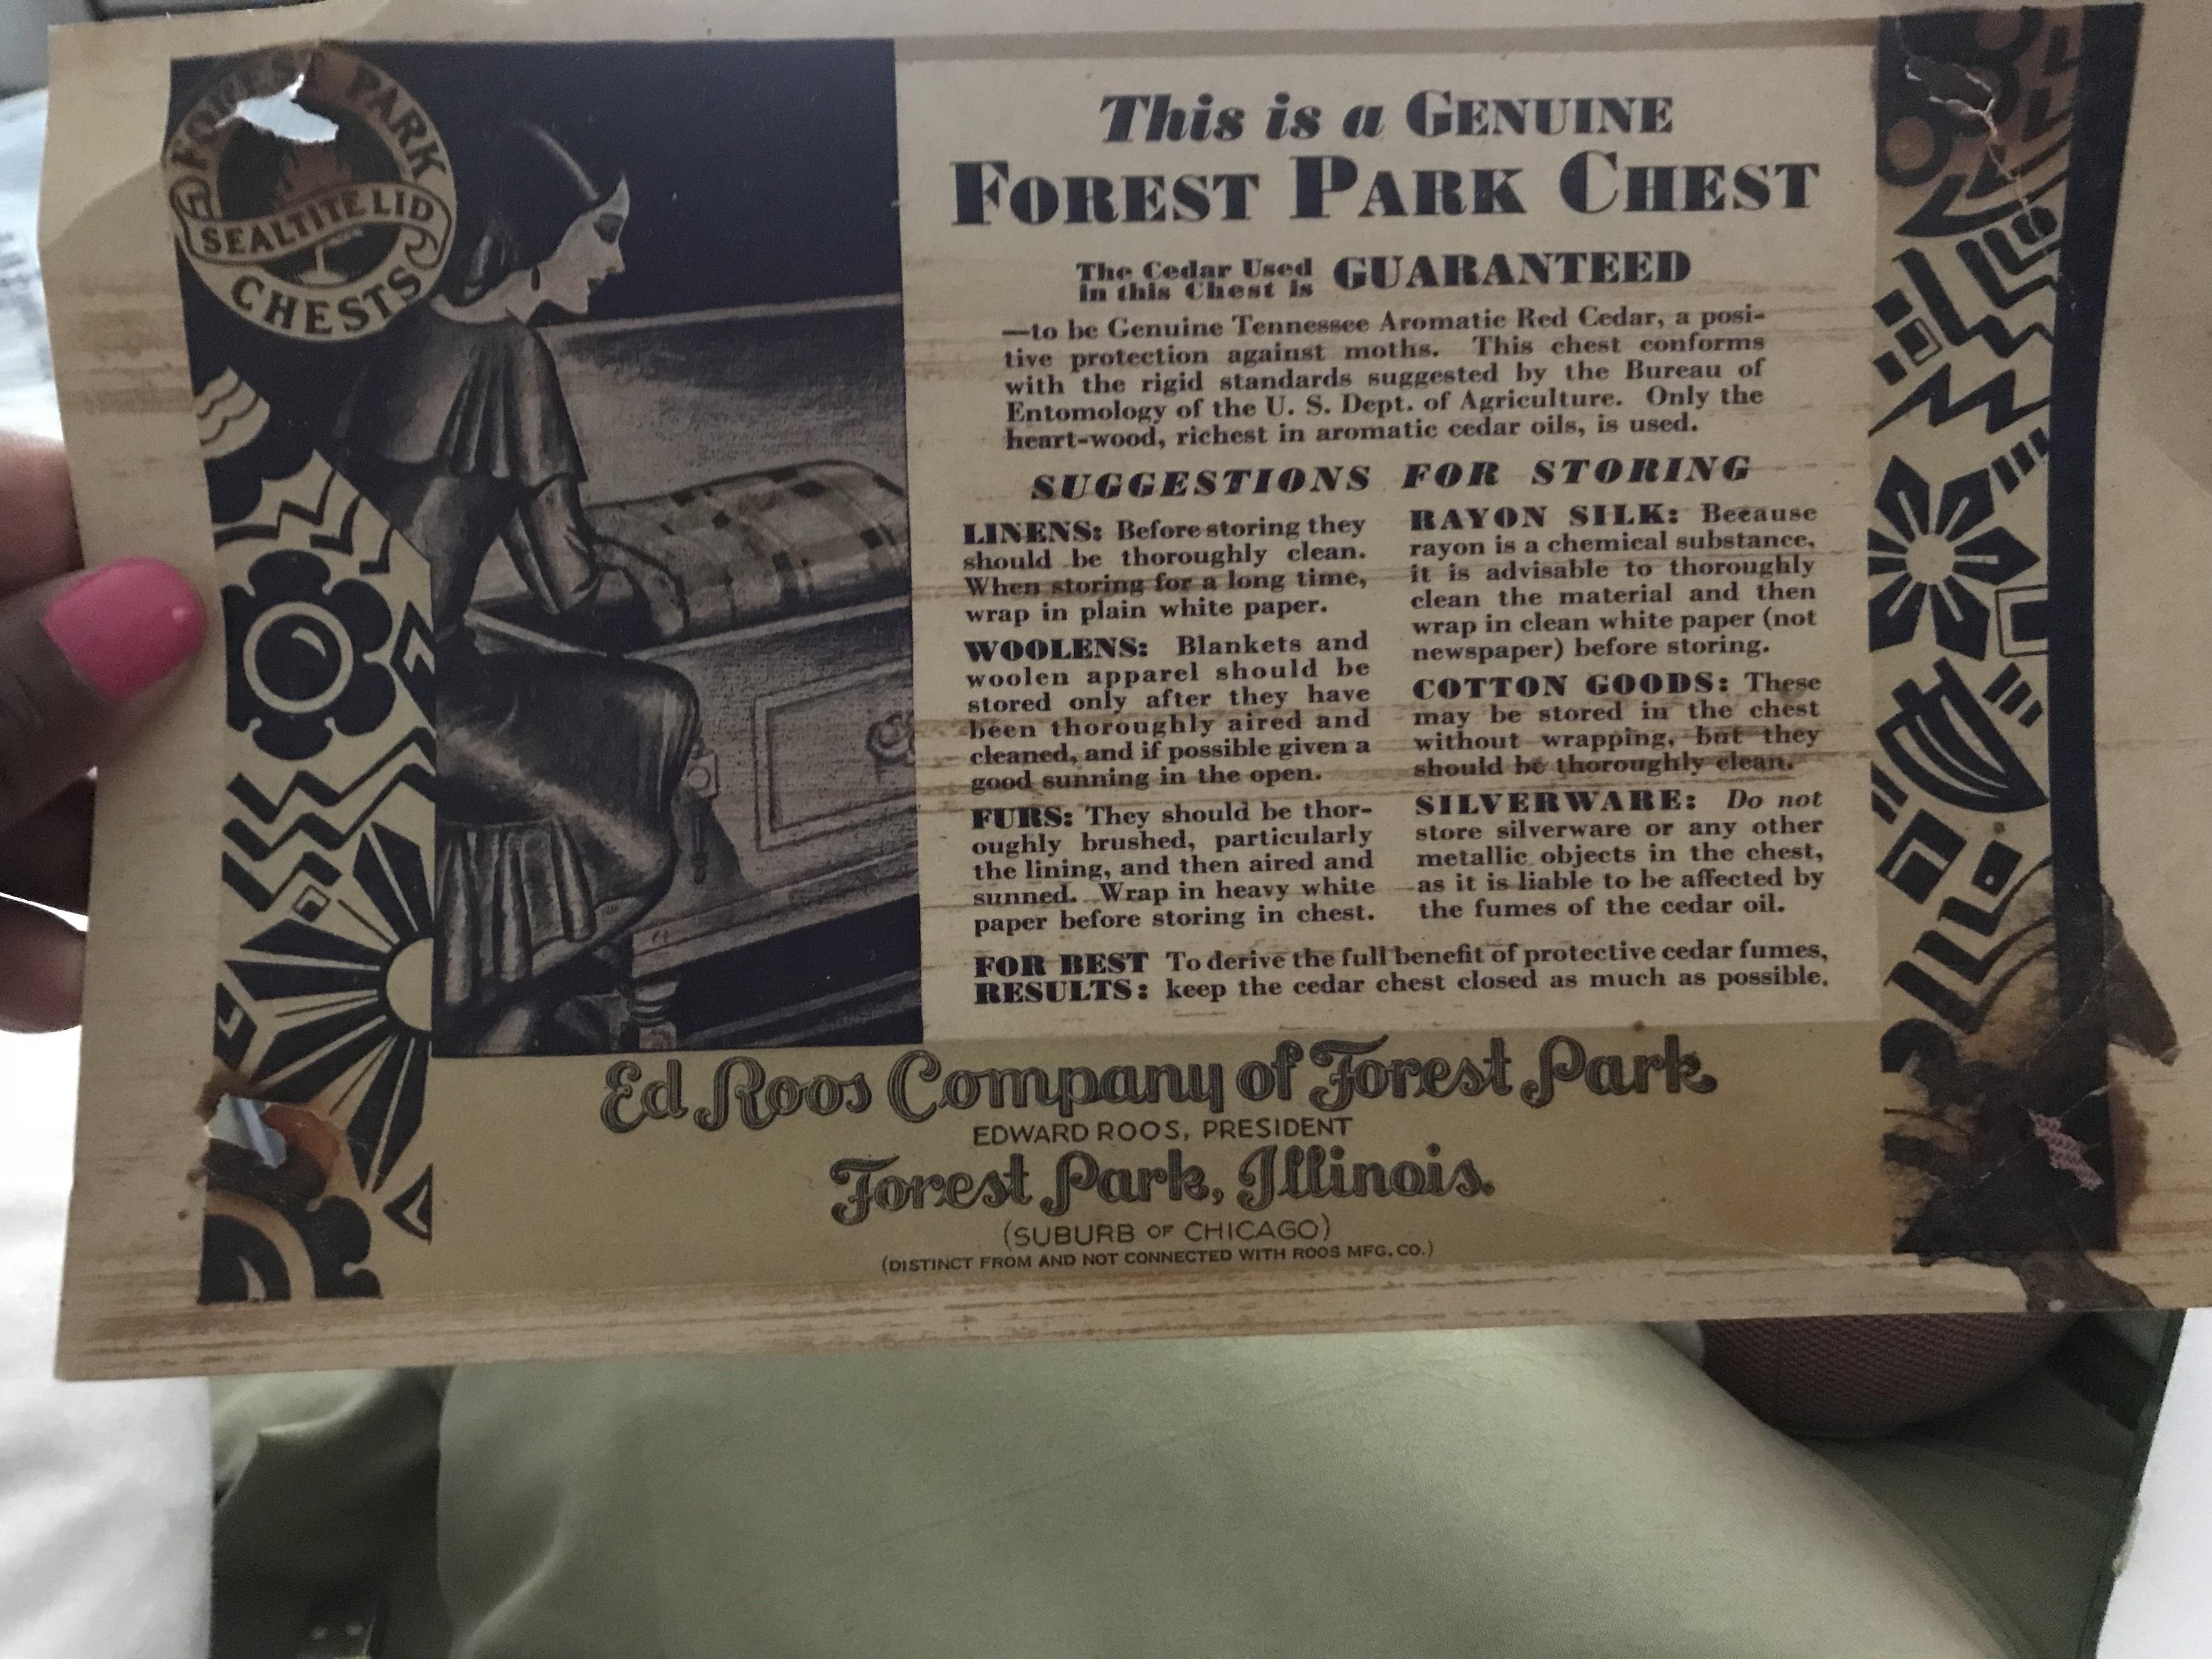 FOREST PARK
SEALTITE LID
CHESTS
This is a GENUINE
FOREST PARK CHEST
The Cedar Used
in this Chest is GUARANTEED
—to be Genuine Tennessee Aromatic Red Cedar, a posi-
tive protection against moths. This chest conforms
with the rigid standards suggested by the Bureau of
Entomology of the U. S. Dept. of Agriculture. Only the
heart-wood, richest in aromatic cedar oils, is used.
SUGGESTIONS FOR STORING
LINENS: Before storing they
should be thoroughly clean.
When storing for a long time,
wrap in plain white paper.
WOOLENS: Blankets and
woolen apparel should be
stored only after they have
been thoroughly aired and
cleaned, and if possible given a
good sunning in the open.
FURS: They should be thor-
oughly brushed, particularly
the lining, and then aired and
sunned. Wrap in heavy white
paper before storing in chest.
RAYON SILK: Because
rayon is a chemical substance,
it is advisable to thoroughly
clean the material and then
wrap in clean white paper (not
newspaper) before storing.
COTTON GOODS: These
may be stored in the chest
without wrapping, but they
should be thoroughly clean.
SILVERWARE: Do not
store silverware or any other
metallic objects in the chest,
as it is liable to be affected by
the fumes of the cedar oil.
FOR BEST RESULTS: To derive the full benefit of protective cedar fumes,
keep the cedar chest closed as much as possible.
Ed Roos Company of Forest Park
EDWARD ROOS, PRESIDENT
Forest Park, Illinois.
(SUBURB OF CHICAGO)
(DISTINCT FROM AND NOT CONNECTED WITH ROOS MFG. CO.)